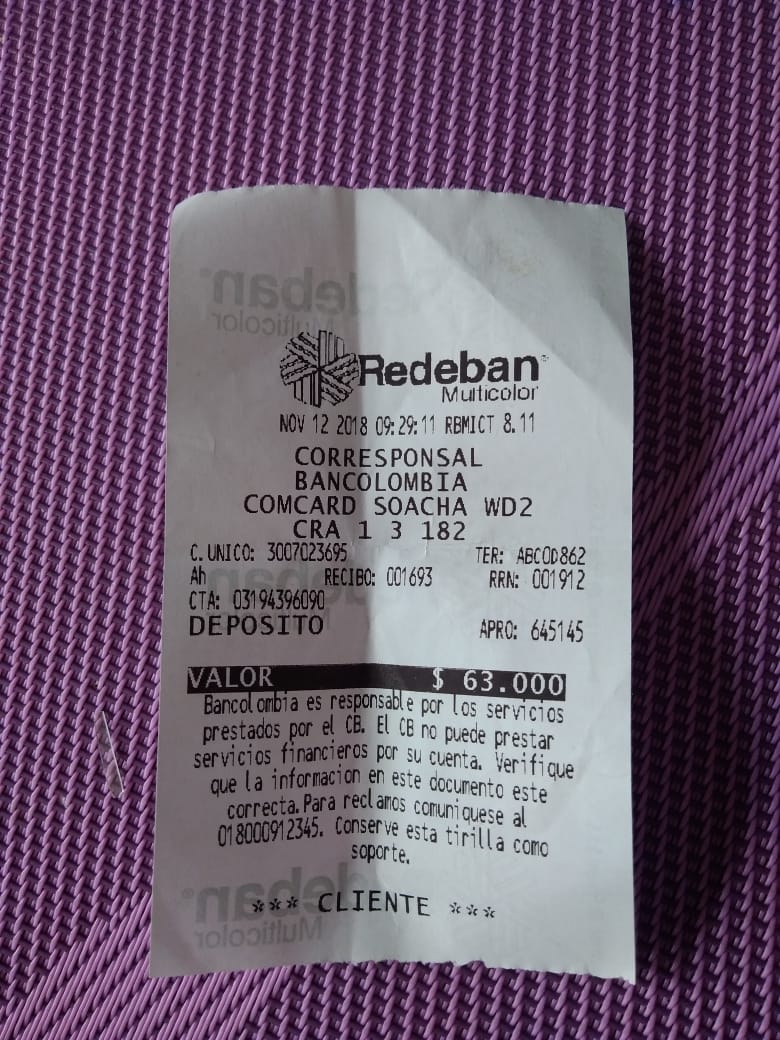 Redeban
Multicolor
NOV 12 2018 09:29:11 RBMICT 8.11
CORRESPONSAL
BANCOLOMBIA
COMCARD SOACHA WD2
CRA 1 3 182
C. UNICO: 3007023695 TER: ABCOD862
Ah RECIBO: 001693 RRN: 001912
CTA: 03194396090
DEPOSITO APRO: 645145
VALOR $ 63.000
Bancolombia es responsable por los servicios
prestados por el CB. El CB no puede prestar
servicios financieros por su cuenta. Verifique
que la informacion en este documento este
correcta. Para reclamos comuniquese al
018000912345. Conserve esta tirilla como
soporte.
*** CLIENTE ***